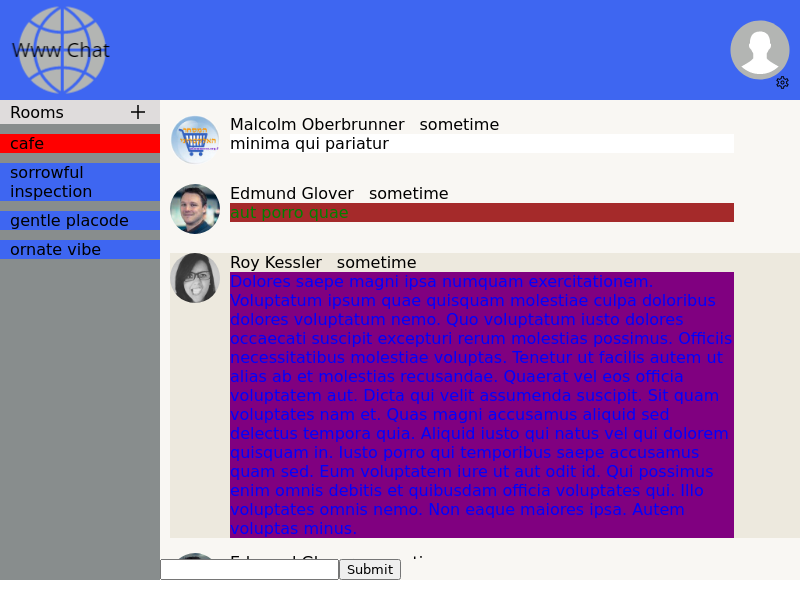 Www Chat
Rooms
cafe
sorrowful
inspection
gentle placode
ornate vibe
Malcolm Oberbrunner sometime
minima qui pariatur
Edmund Glover sometime
aut porro quae
Roy Kessler sometime
Dolores saepe magni ipsa numquam exercitationem.
Voluptatum ipsum quae quisquam molestiae culpa doloribus
dolores voluptatum nemo. Quo voluptatum iusto dolores
occaecati suscipit excepturi rerum molestias possimus. Officiis
necessitatibus molestiae voluptas. Tenetur ut facilis autem ut
alias ab et molestias recusandae. Quaerat vel eos officia
voluptatem aut. Dicta qui velit assumenda suscipit. Sit quam
voluptates nam et. Quas magni accusamus aliquid sed
delectus tempora quia. Aliquid iusto qui natus vel qui dolorem
quisquam in. Iusto porro qui temporibus saepe accusamus
quam sed. Eum voluptatem iure ut aut odit id. Qui possimus
enim omnis debitis et quibusdam officia voluptates qui. Illo
voluptates omnis nemo. Non eaque maiores ipsa. Autem
voluptas minus.
Submit